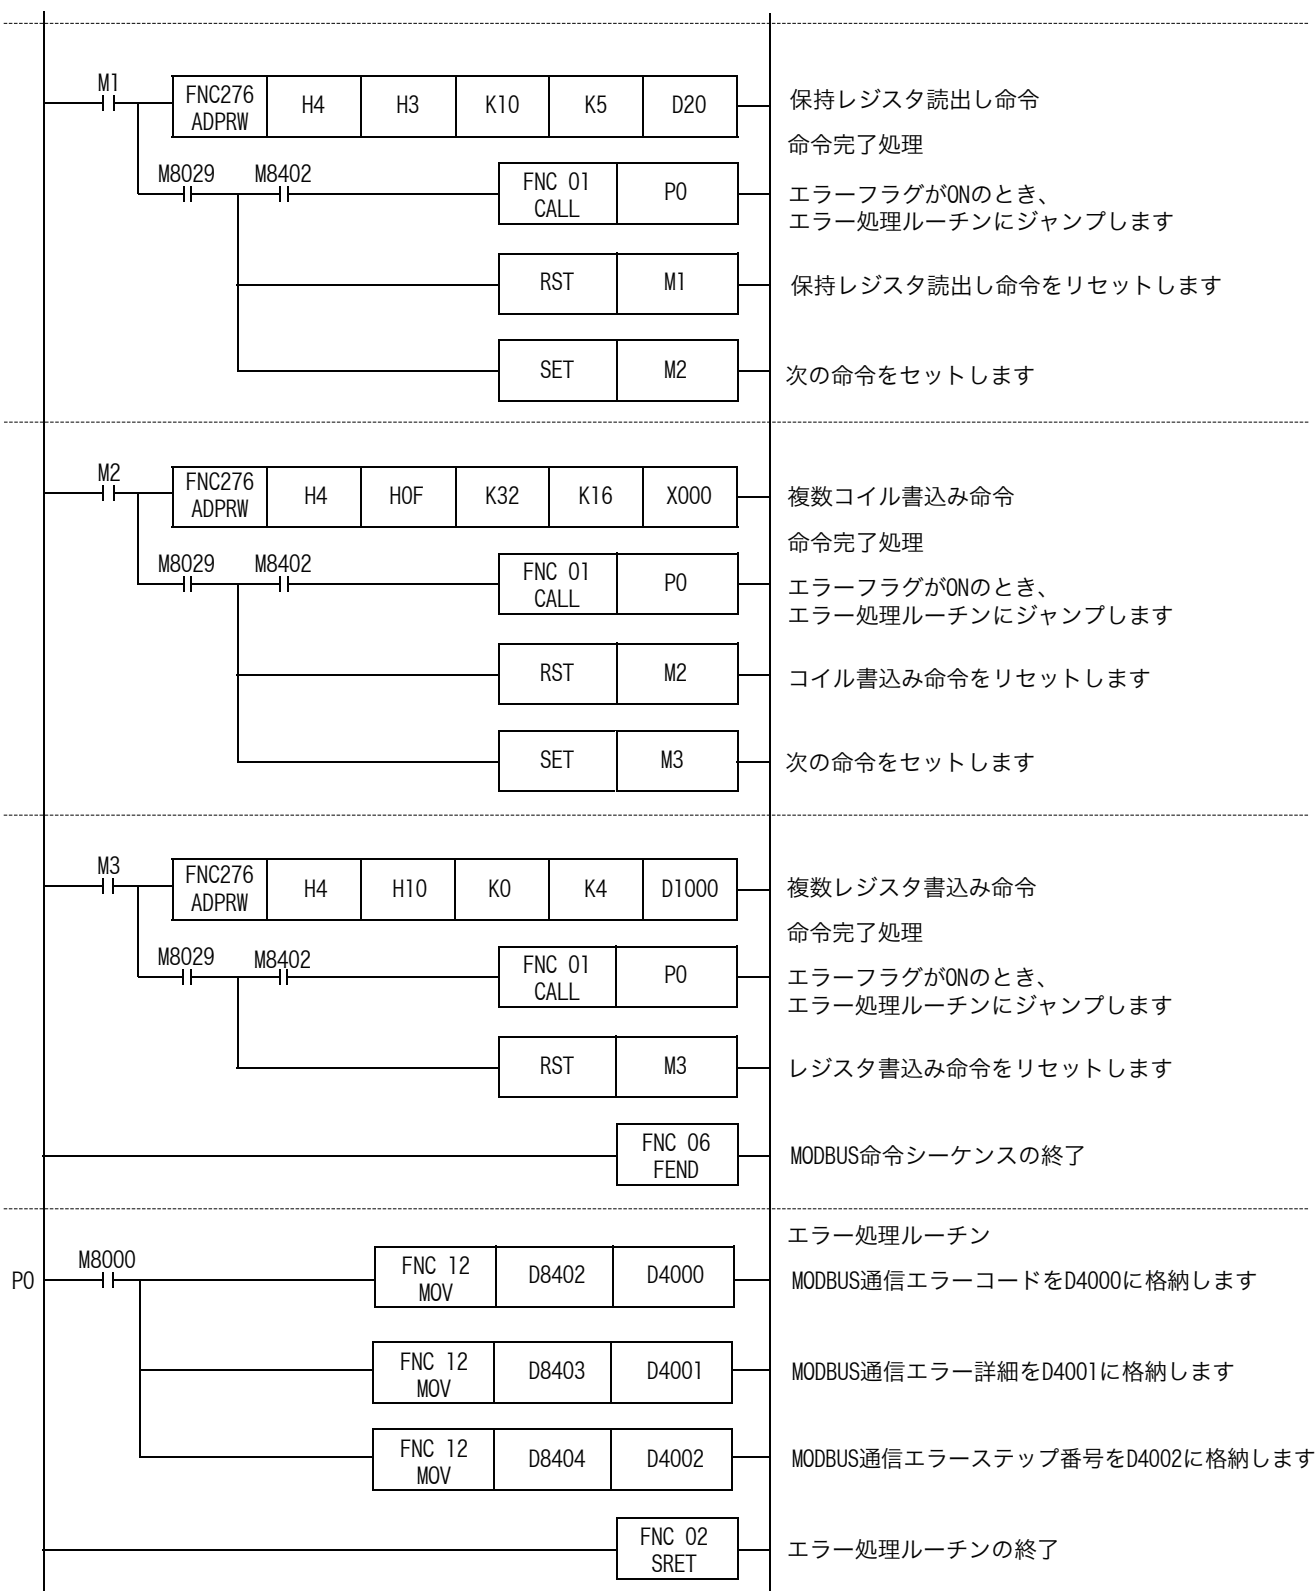 M1
FNC276 ADPRW H4 H3 K10 K5 D20 保持レジスタ読出し命令
命令完了処理
M8029 M8402 FNC 01 CALL P0 エラーフラグがONのとき、
エラー処理ルーチンにジャンプします
RST M1 保持レジスタ読出し命令をリセットします
SET M2 次の命令をセットします
M2
FNC276 ADPRW H4 H0F K32 K16 X000 複数コイル書込み命令
命令完了処理
M8029 M8402 FNC 01 CALL P0 エラーフラグがONのとき、
エラー処理ルーチンにジャンプします
RST M2 コイル書込み命令をリセットします
SET M3 次の命令をセットします
M3
FNC276 ADPRW H4 H10 K0 K4 D1000 複数レジスタ書込み命令
命令完了処理
M8029 M8402 FNC 01 CALL P0 エラーフラグがONのとき、
エラー処理ルーチンにジャンプします
RST M3 レジスタ書込み命令をリセットします
FNC 06 FEND MODBUS命令シーケンスの終了
エラー処理ルーチン
P0 M8000 FNC 12 MOV D8402 D4000 MODBUS通信エラーコードをD4000に格納します
FNC 12 MOV D8403 D4001 MODBUS通信エラー詳細をD4001に格納します
FNC 12 MOV D8404 D4002 MODBUS通信エラーステップ番号をD4002に格納します
FNC 02 SRET エラー処理ルーチンの終了